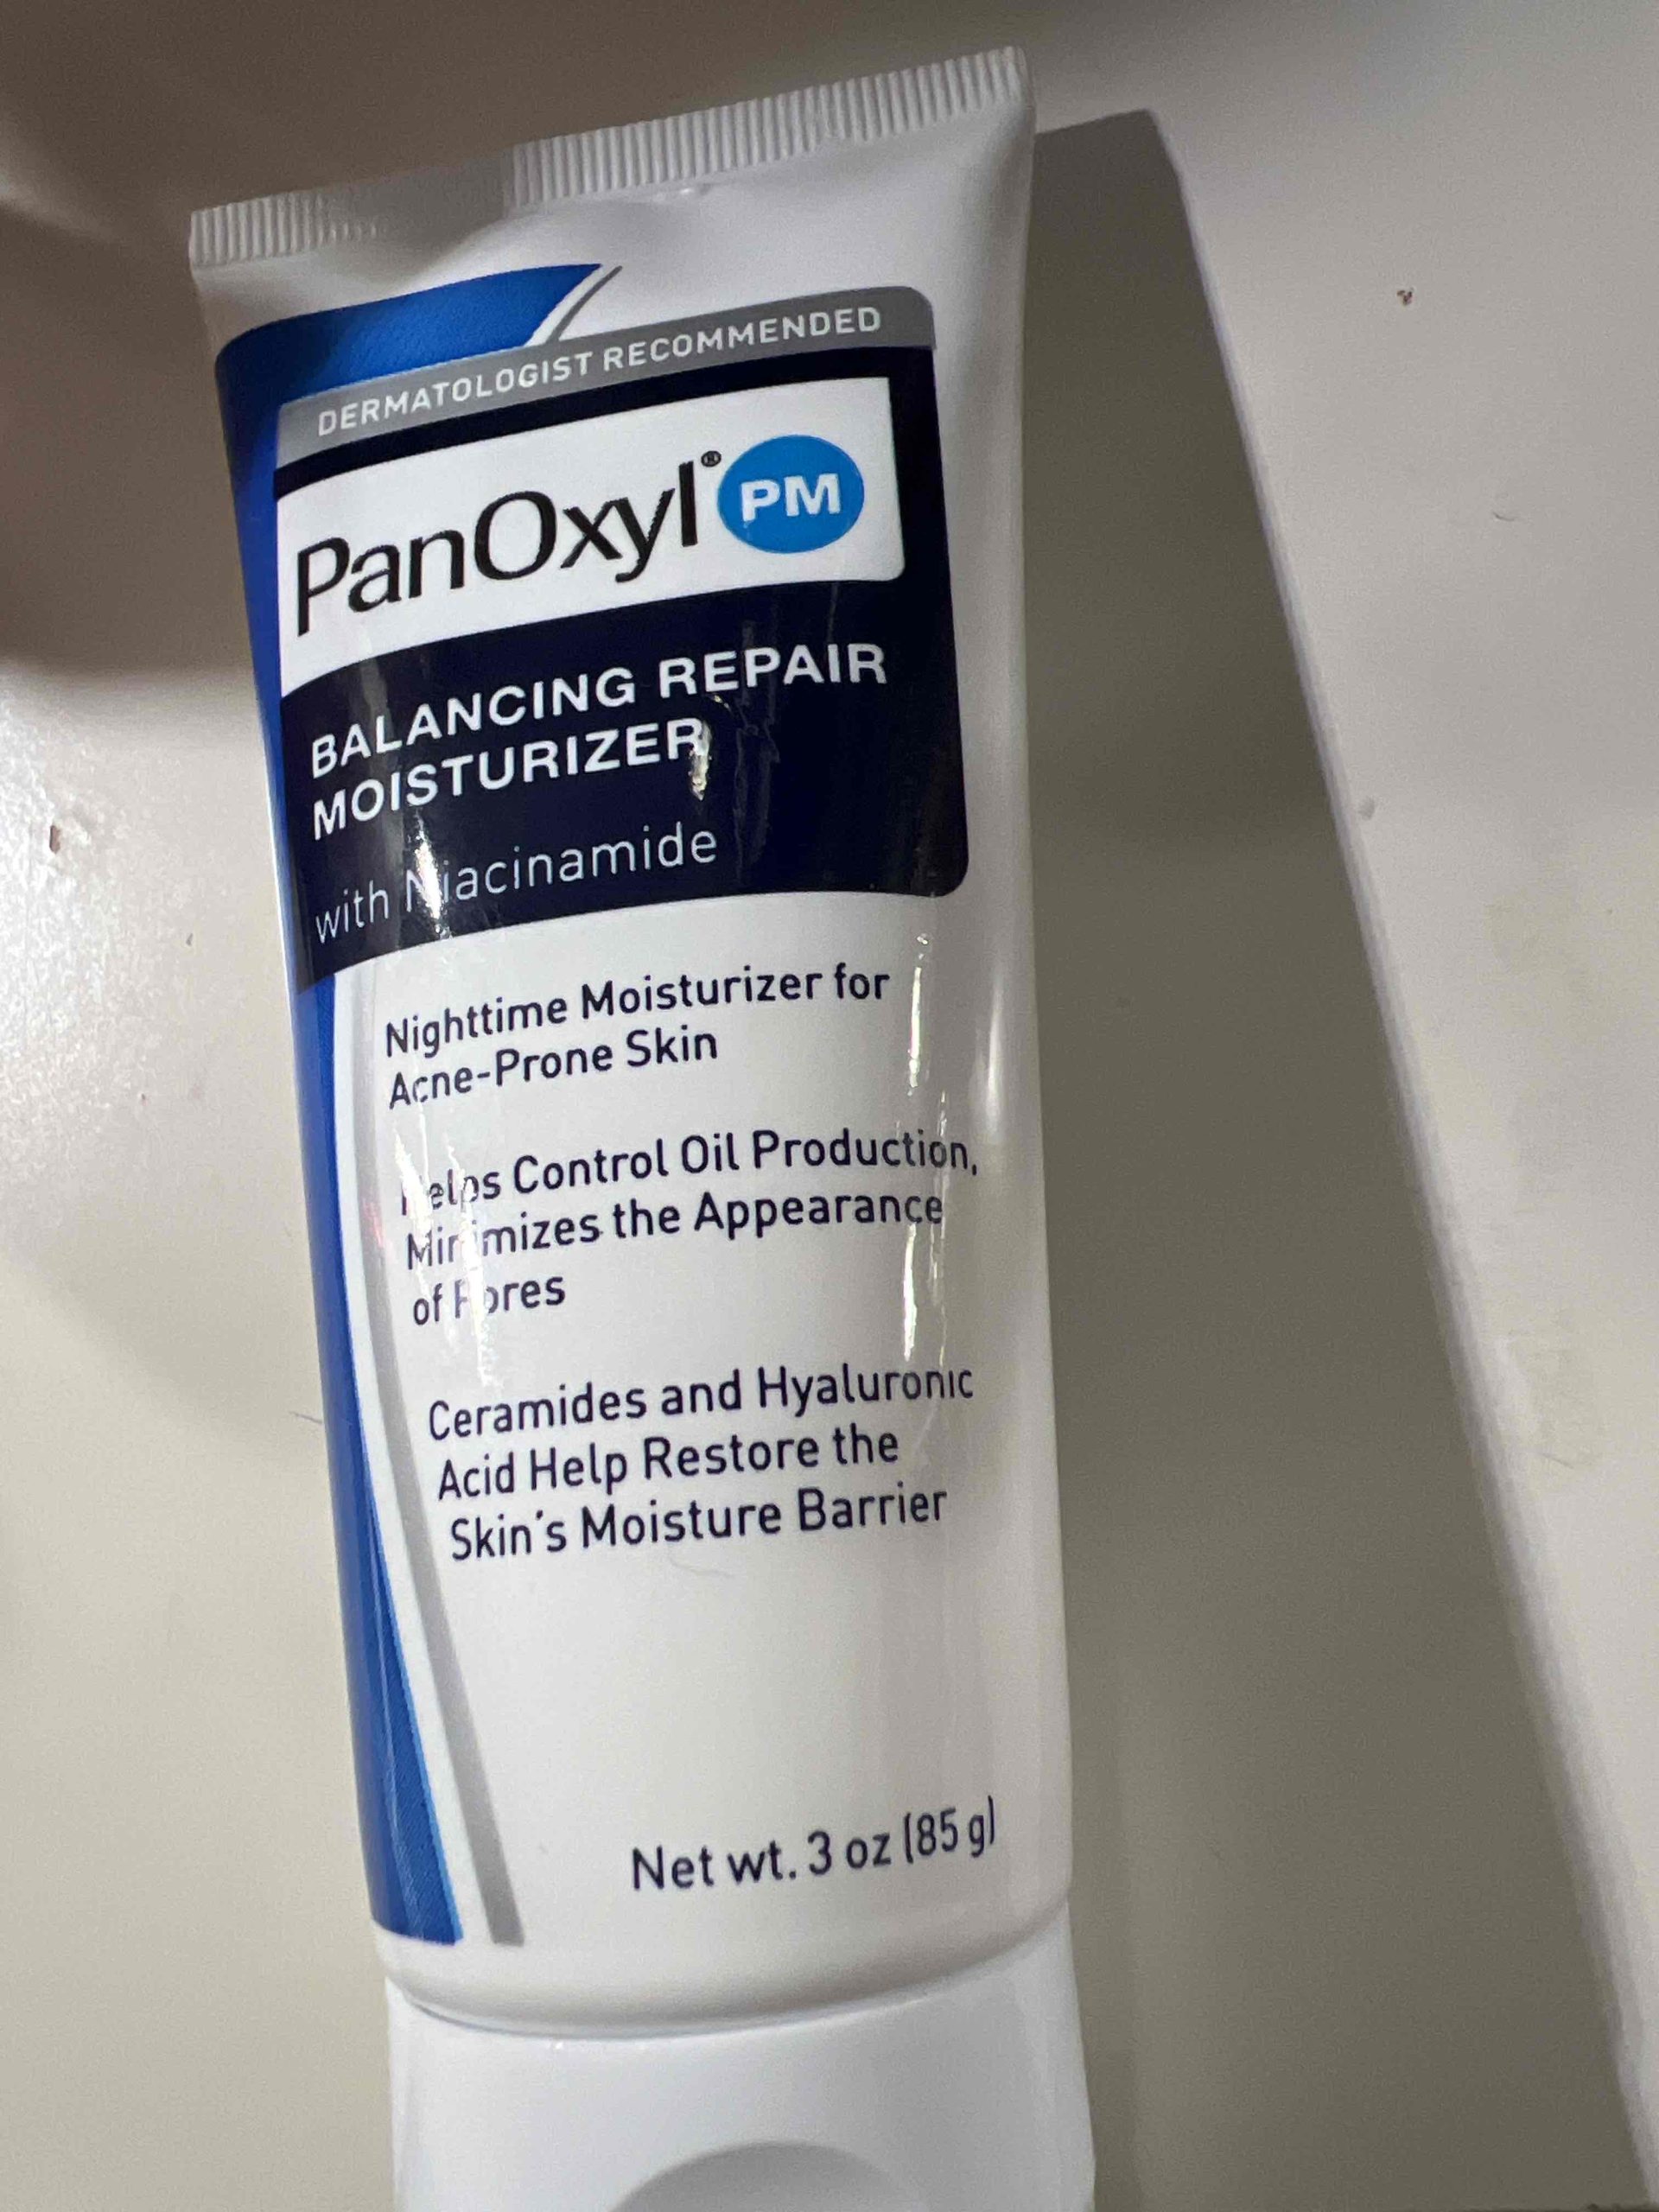 DERMATOLOGIST RECOMMENDED
PanOxyl® PM
BALANCING REPAIR
MOISTURIZER
with Niacinamide
Nighttime Moisturizer for
Acne-Prone Skin
Helps Control Oil Production,
Minimizes the Appearance
of Pores
Ceramides and Hyaluronic
Acid Help Restore the
Skin's Moisture Barrier
Net wt. 3 oz (85 g)